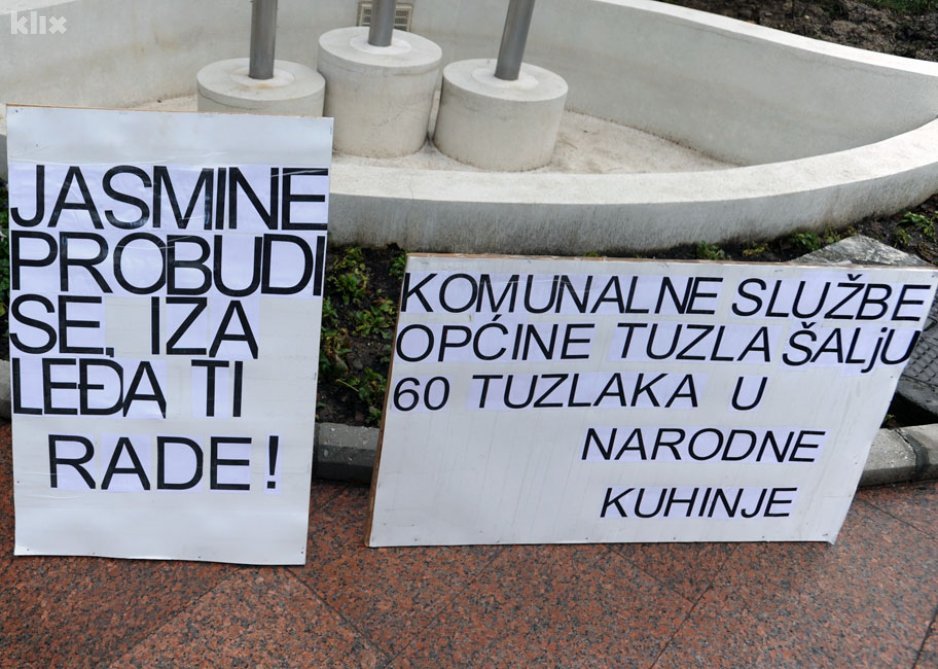 klix
JASMINE
PROBUDI
SE, IZA
LEĐA TI
RADE!
KOMUNALNE SLUŽBE
OPĆINE TUZLA ŠALjU
60 TUZLAKA U
NARODNE
KUHINJE